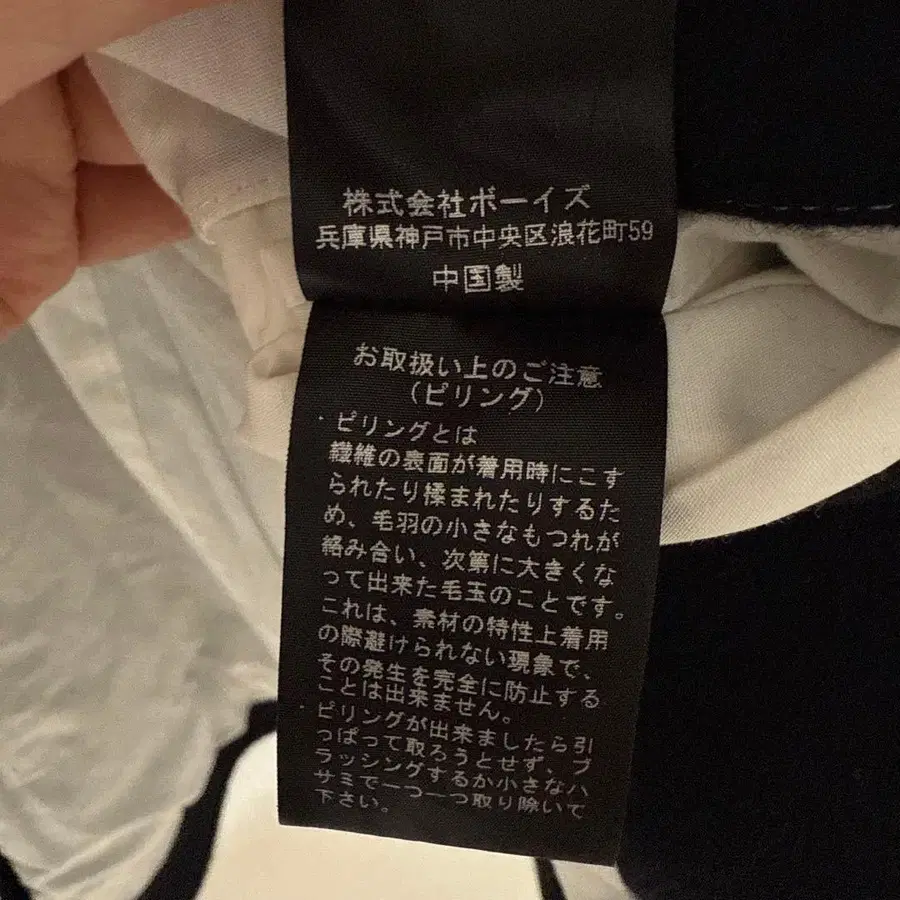 株式会社ボーイズ
兵庫県神戸市中央区浪花町59
中国製
お取扱い上のご注意
(ピリング)
・ピリングとは
繊維の表面が着用時にこす
られたり揉まれたりするた
め、毛羽の小さなもつれが
絡み合い、次第に大きくな
って出来た毛玉のことです。
これは、素材の特性上着用
の際避けられない現象で、
その発生を完全に防止する
ことは出来ません。
・ピリングが出来ましたら引
っぱって取ろうとせず、ブ
ラッシングするか小さなハ
サミで一つ一つ取り除いて
下さい。